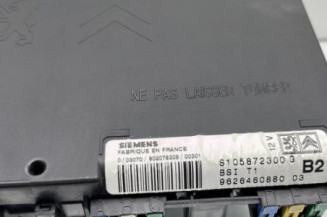 NE PAS LAISSER TOMBER
SIEMENS
FABRIQUE EN FRANCE
S105872300 G
BSI T1
9626460880 03
12V
B2